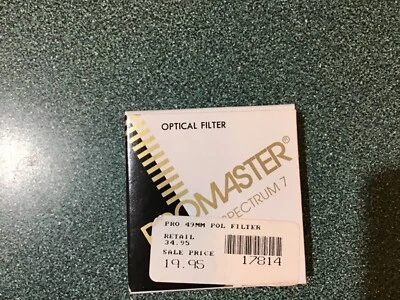 OPTICAL FILTER
PROMASTER®
SPECTRUM 7
PRO 49MM POL FILTER
RETAIL
34.95
SALE PRICE
19.95
17814